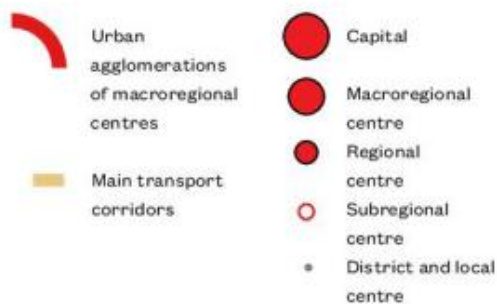 Urban
agglomerations
of macroregional
centres
Main transport
corridors
Capital
Macroregional
centre
Regional
centre
Subregional
centre
District and local
centre